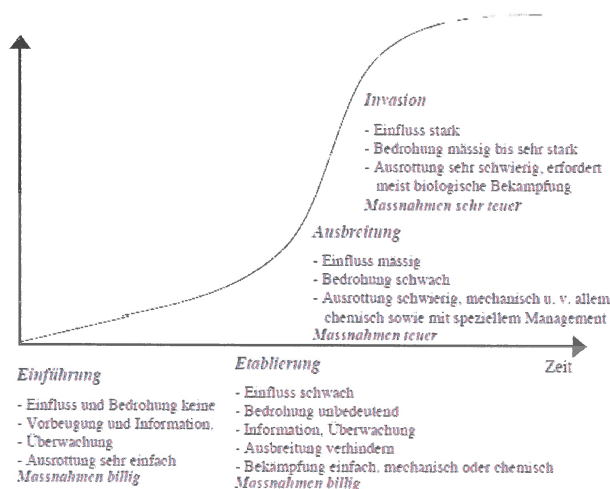 Invasion
- Einfluss stark
- Bedrohung mässig bis sehr stark
- Ausrottung sehr schwierig, erfordert
meist biologische Bekämpfung
Massnahmen sehr teuer
Ausbreitung
- Einfluss mässig
- Bedrohung schwach
- Ausrottung schwierig, mechanisch u. v. allem
chemisch sowie mit speziellem Management
Massnahmen teuer
Zeit
Einführung
- Einfluss und Bedrohung keine
- Vorbeugung und Information,
- Überwachung
- Ausrottung sehr einfach
Massnahmen billig
Etablierung
- Einfluss schwach
- Bedrohung unbedeutend
- Information, Überwachung
- Ausbreitung verhindern
- Bekämpfung einfach, mechanisch oder chemisch
Massnahmen billig